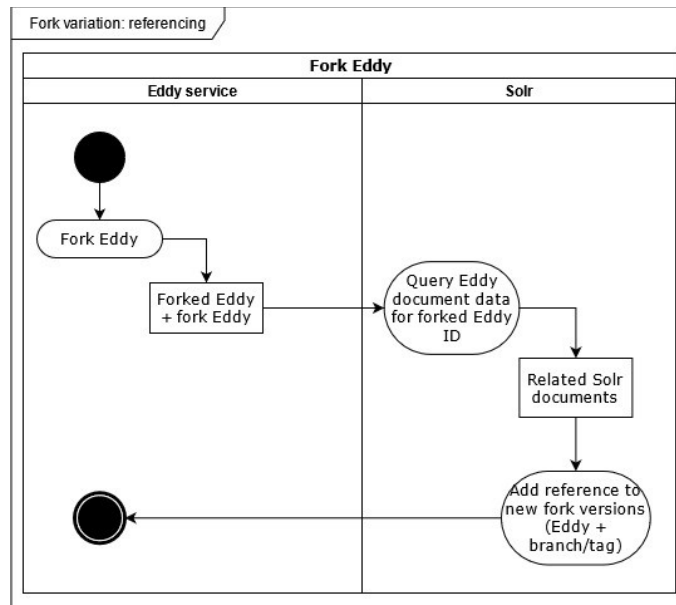 Fork variation: referencing
Fork Eddy
Eddy service
Solr
Fork Eddy
Forked Eddy
+ fork Eddy
Query Eddy
document data
for forked Eddy
ID
Related Solr
documents
Add reference to
new fork versions
(Eddy +
branch/tag)